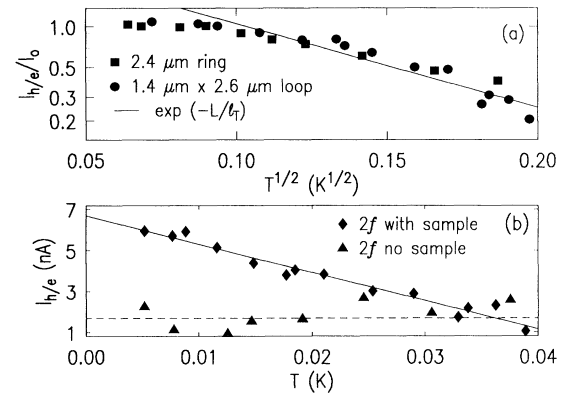 1.0
0.5
0.3
0.2
I_h/e/I_o
(a)
■ 2.4 μm ring
● 1.4 μm x 2.6 μm loop
— exp (-L/ℓ_T)
0.05 0.10 0.15 0.20
T^1/2 (K^1/2)
7
5
3
1
I_h/e (nA)
(b)
◆ 2f with sample
▲ 2f no sample
0.00 0.01 0.02 0.03 0.04
T (K)